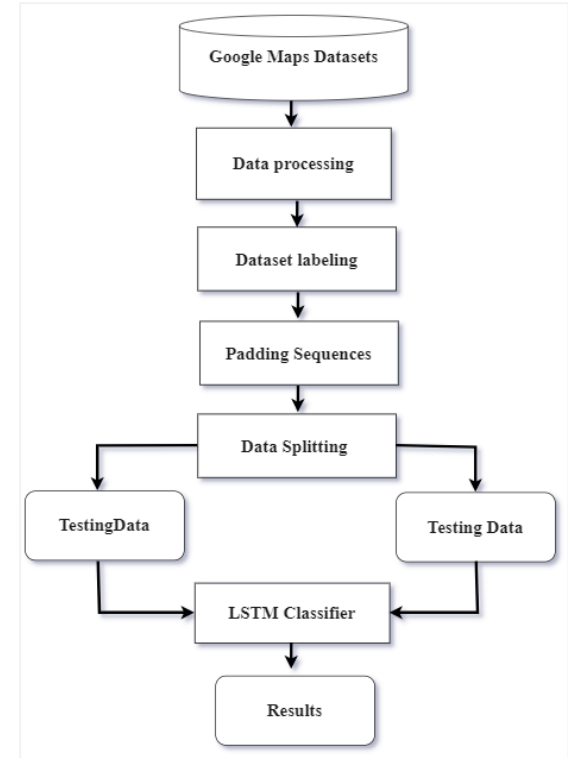 Google Maps Datasets
Data processing
Dataset labeling
Padding Sequences
Data Splitting
TestingData
Testing Data
LSTM Classifier
Results